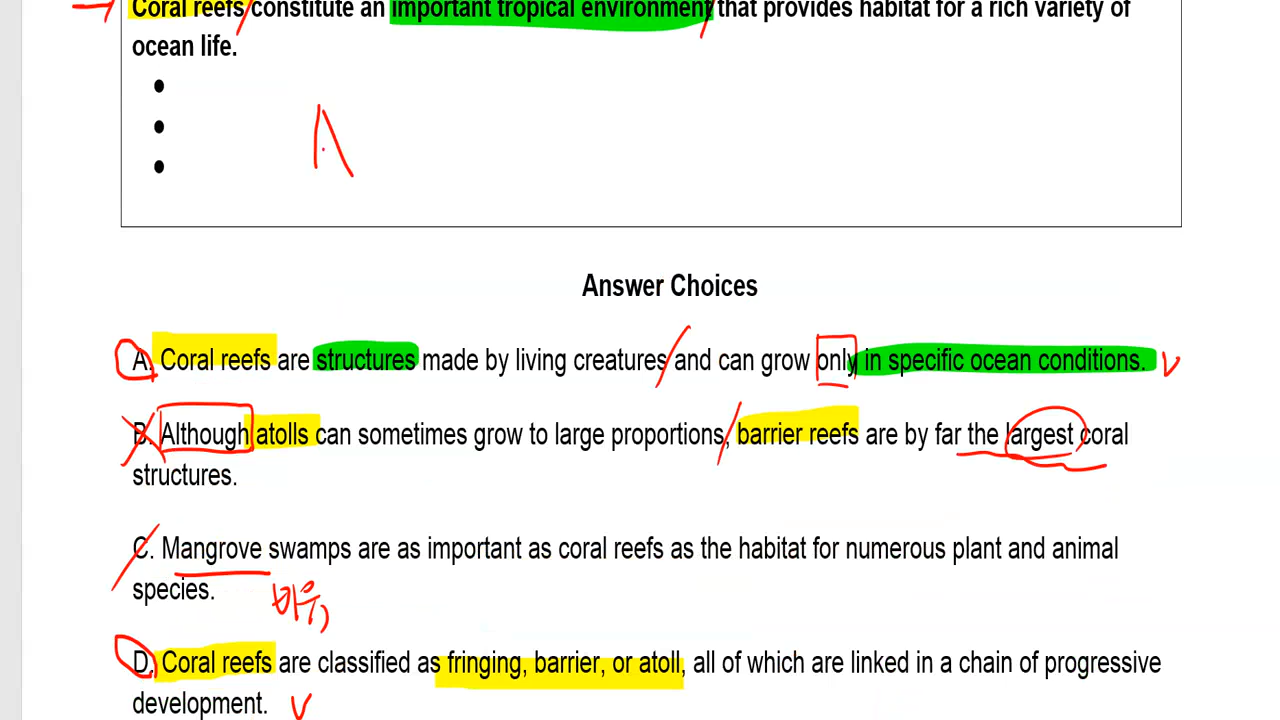 Coral reefs constitute an important tropical environment that provides habitat for a rich variety of
ocean life.
•
•
•
A
Answer Choices
A. Coral reefs are structures made by living creatures and can grow only in specific ocean conditions.
B. Although atolls can sometimes grow to large proportions, barrier reefs are by far the largest coral
structures.
C. Mangrove swamps are as important as coral reefs as the habitat for numerous plant and animal
species.
D. Coral reefs are classified as fringing, barrier, or atoll, all of which are linked in a chain of progressive
development.